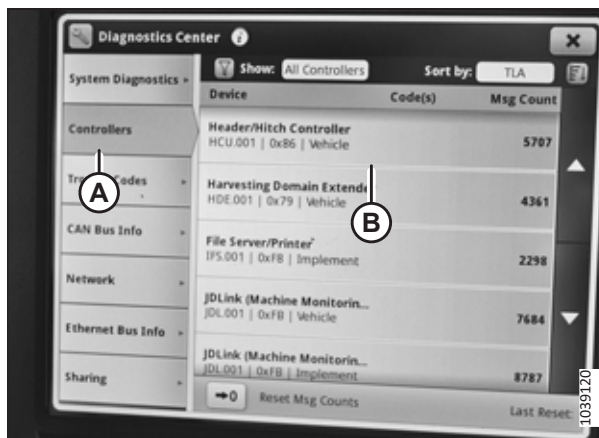 Diagnostics Center i
System Diagnostics
Show: All Controllers Sort by: TLA
Device Code(s) Msg Count
Controllers
Header/Hitch Controller
HCU.001 | 0x86 | Vehicle 5707
A
Codes
Harvesting Domain Extende
HDE.001 | 0x79 | Vehicle 4361
B
CAN Bus Info
File Server/Printer
IFS.001 | 0xFB | Implement 2298
Network
JDLink (Machine Monitorin...
JDL.001 | 0xFB | Vehicle 7684
Ethernet Bus Info
JDLink (Machine Monitorin...
JDL.001 | 0xFB | Implement 8787
Sharing
→0 Reset Msg Counts Last Reset:
1039120